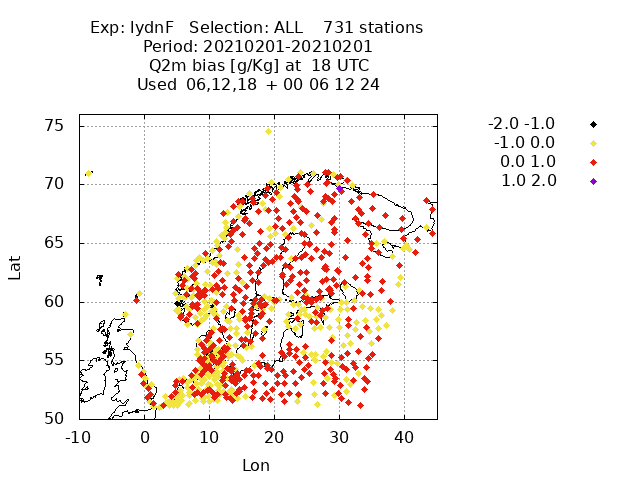 Exp: IydnF   Selection: ALL    731 stations
Period: 20210201-20210201
Q2m bias [g/Kg] at  18 UTC
Used  06,12,18  + 00 06 12 24
-2.0 -1.0
-1.0 0.0
0.0 1.0
1.0 2.0
75
70
65
60
55
50
Lat
-10 0 10 20 30 40
Lon